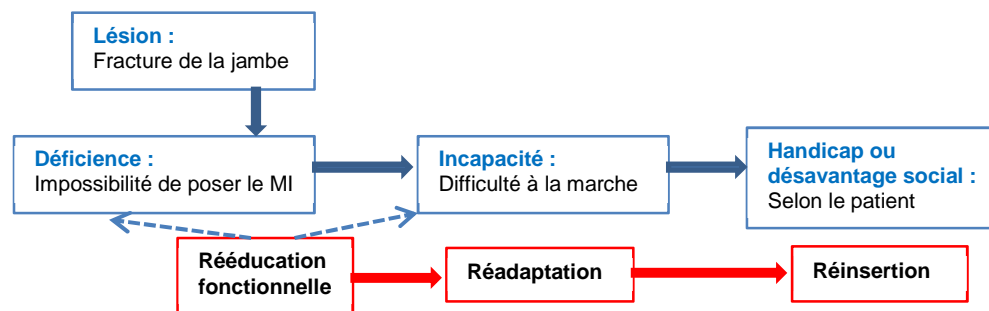 Lésion :
Fracture de la jambe
Déficience :
Impossibilité de poser le MI
Incapacité :
Difficulté à la marche
Handicap ou
désavantage social :
Selon le patient
Rééducation
fonctionnelle
Réadaptation
Réinsertion